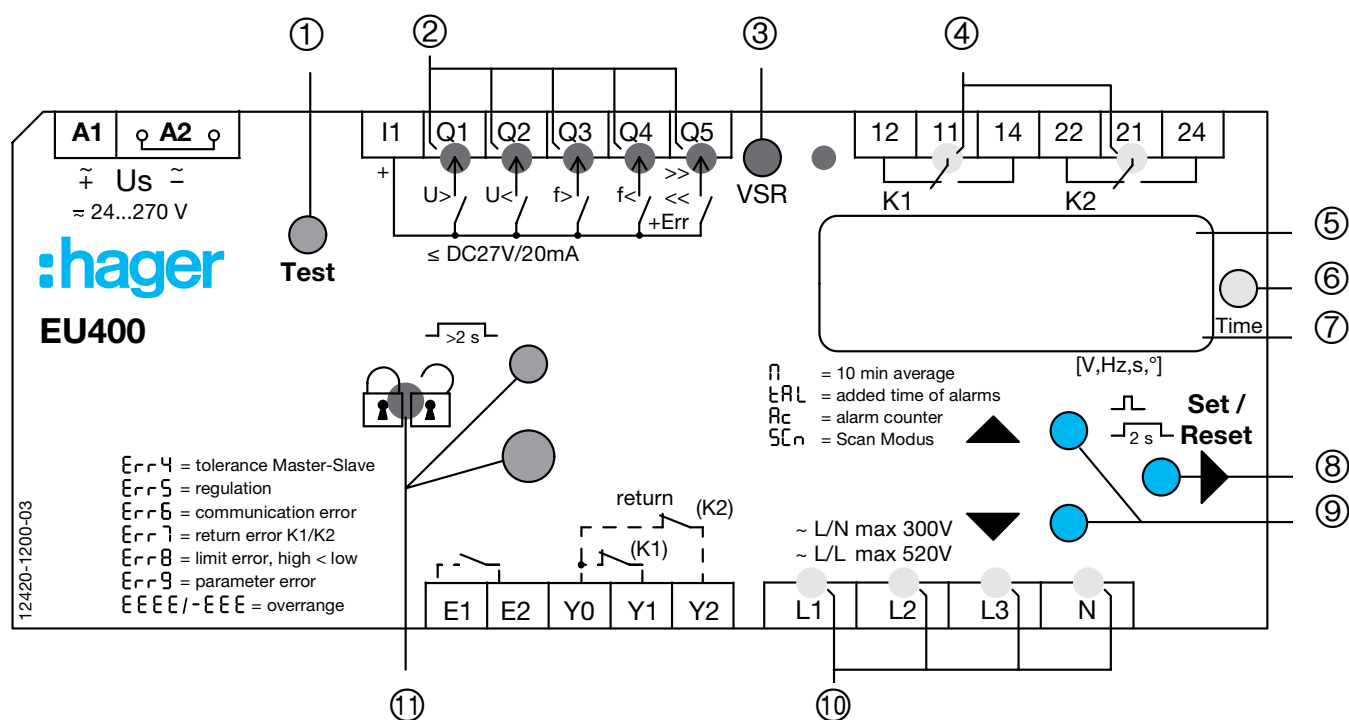 ① ② ③ ④
A1 A2 I1 Q1 Q2 Q3 Q4 Q5 12 11 14 22 21 24
+ Us −
≂ 24...270 V
+ U> U< f> f< >>
<<
+Err
VSR K1 K2
≤ DC27V/20mA
Test
:hager
EU400
⑤
⑥
Time
⑦
[V,Hz,s,°]
>2 s
n = 10 min average
tAL = added time of alarms
Ac = alarm counter
SCn = Scan Modus
Set /
2 s Reset
⑧
⑨
Err4 = tolerance Master-Slave
Err5 = regulation
Err6 = communication error
Err7 = return error K1/K2
Err8 = limit error, high < low
Err9 = parameter error
EEEE/-EEE = overrange
12420-1200-03
return (K2)
(K1)
~ L/N max 300V
~ L/L max 520V
E1 E2 Y0 Y1 Y2 L1 L2 L3 N
⑪ ⑩